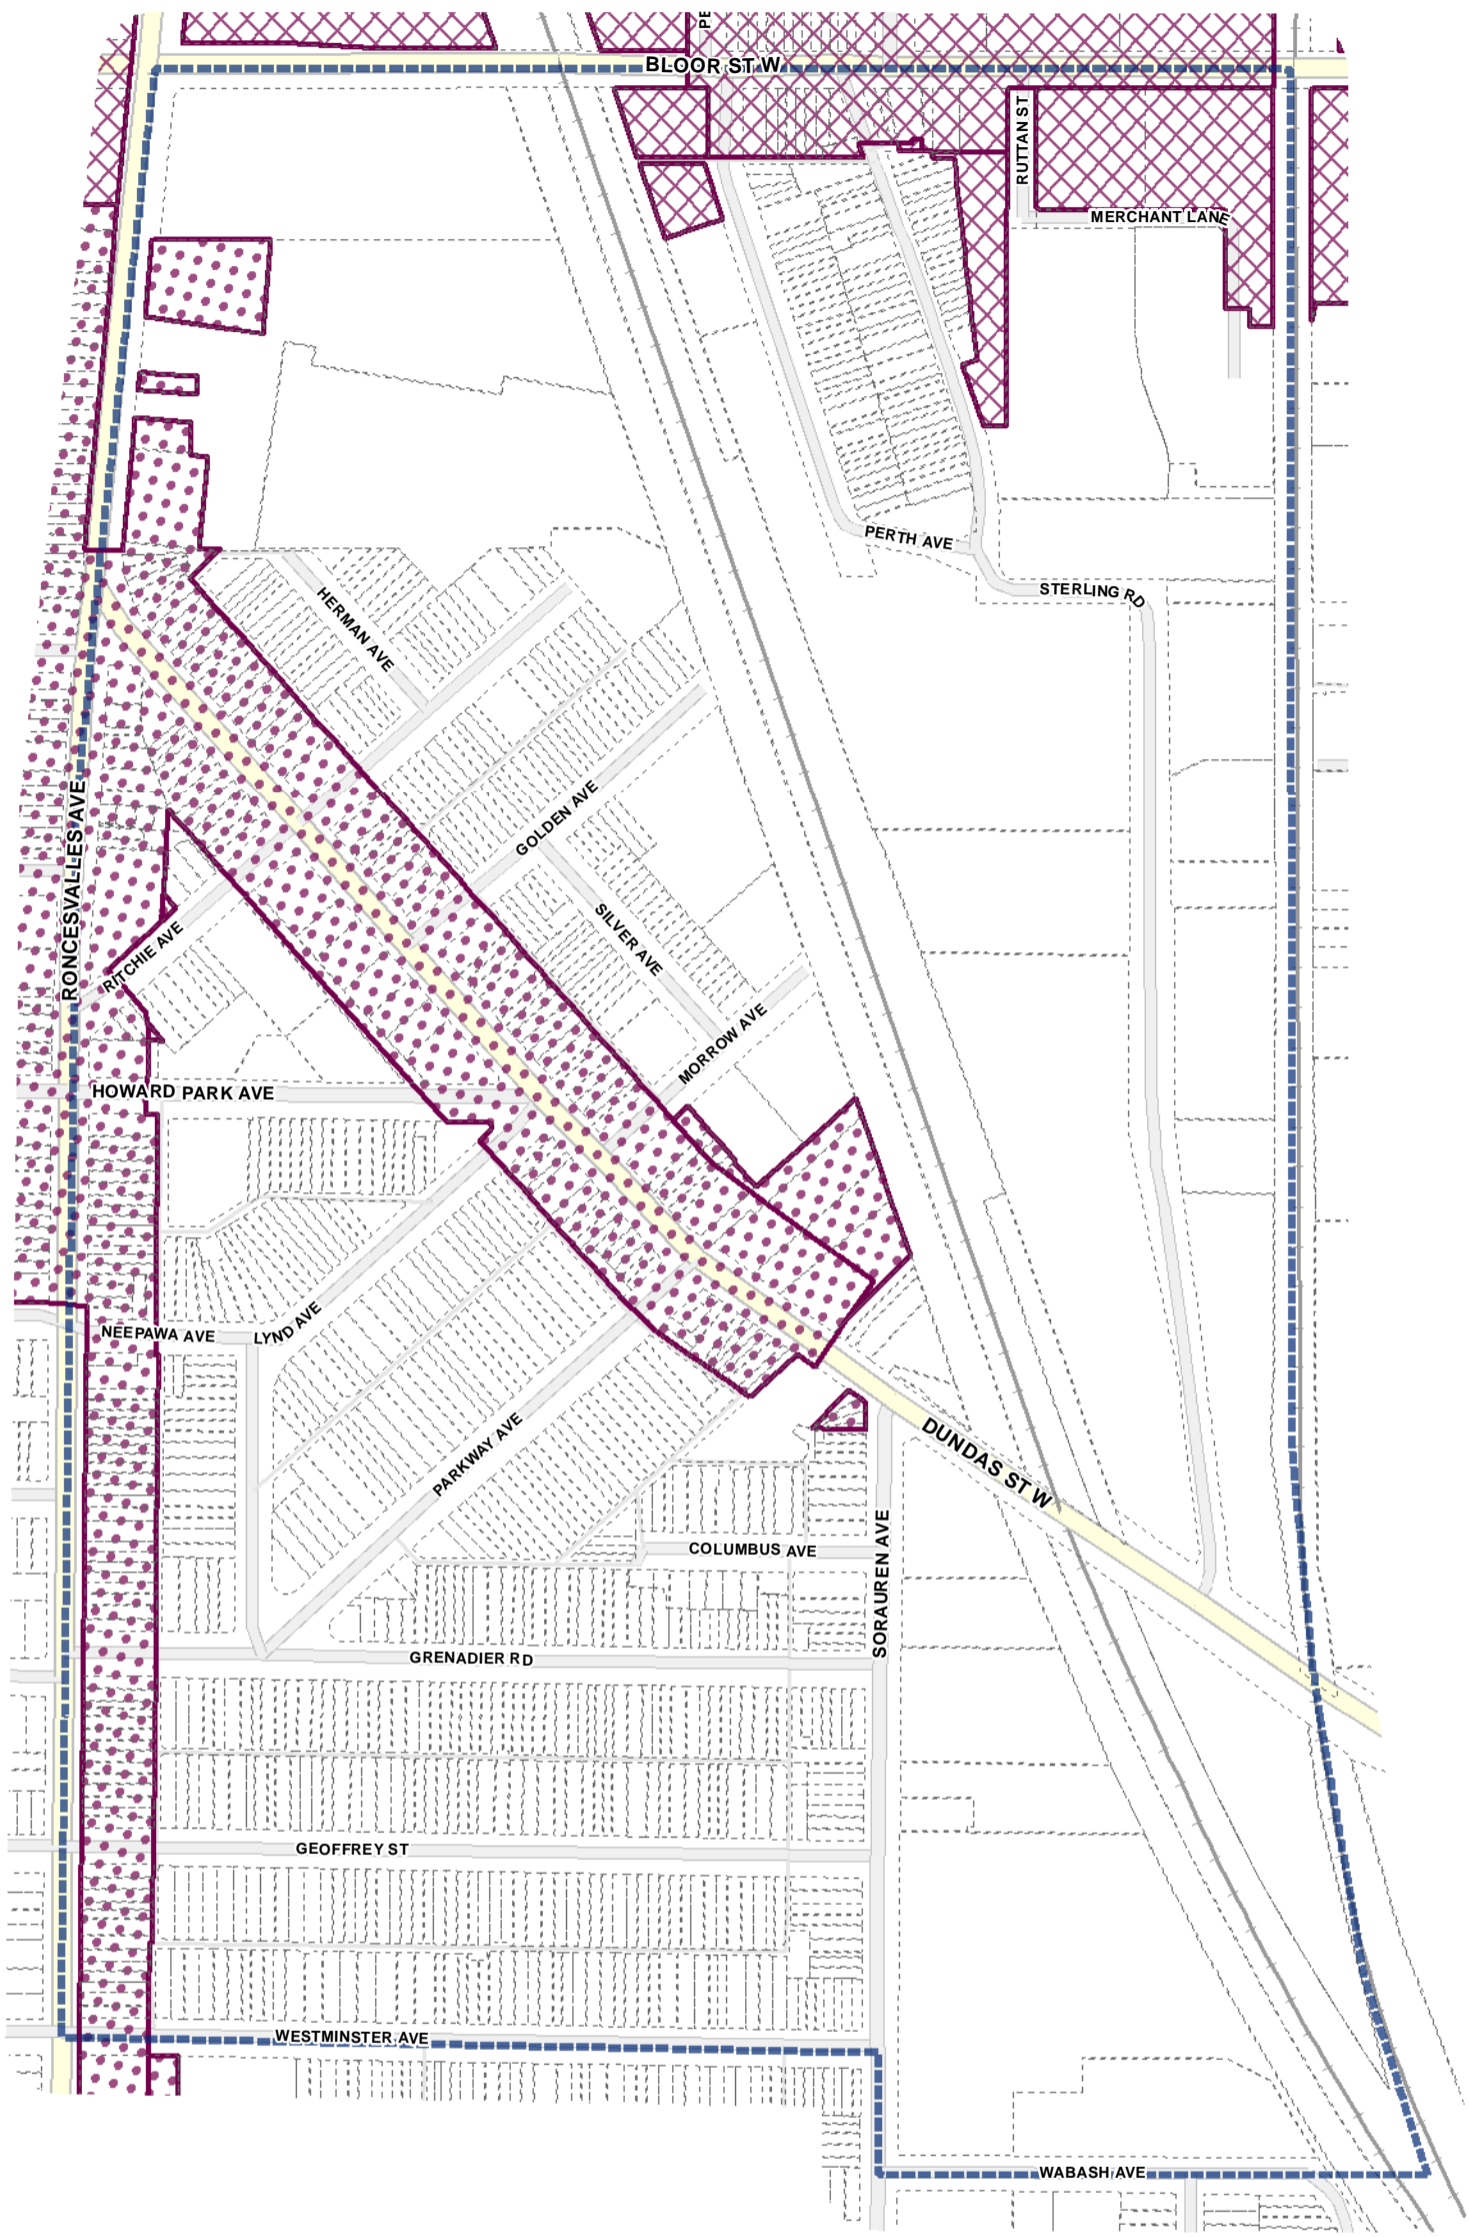 PE
BLOOR ST W
RUTTAN ST
MERCHANT LANE
PERTH AVE
STERLING RD
HERMAN AVE
GOLDEN AVE
RONCESVALLES AVE
SILVER AVE
RITCHIE AVE
MORROW AVE
HOWARD PARK AVE
NEEPAWA AVE
LYND AVE
PARKWAY AVE
DUNDAS ST W
COLUMBUS AVE
SORAUREN AVE
GRENADIER RD
GEOFFREY ST
WESTMINSTER AVE
WABASH AVE